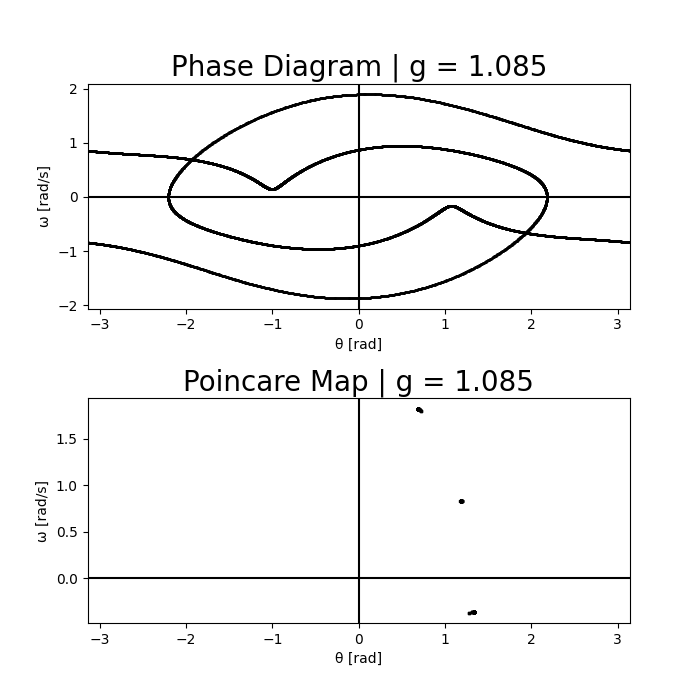 Phase Diagram | g = 1.085
2
1
0
−1
−2
ω [rad/s]
−3 −2 −1 0 1 2 3
θ [rad]
Poincare Map | g = 1.085
1.5
1.0
0.5
0.0
ω [rad/s]
−3 −2 −1 0 1 2 3
θ [rad]